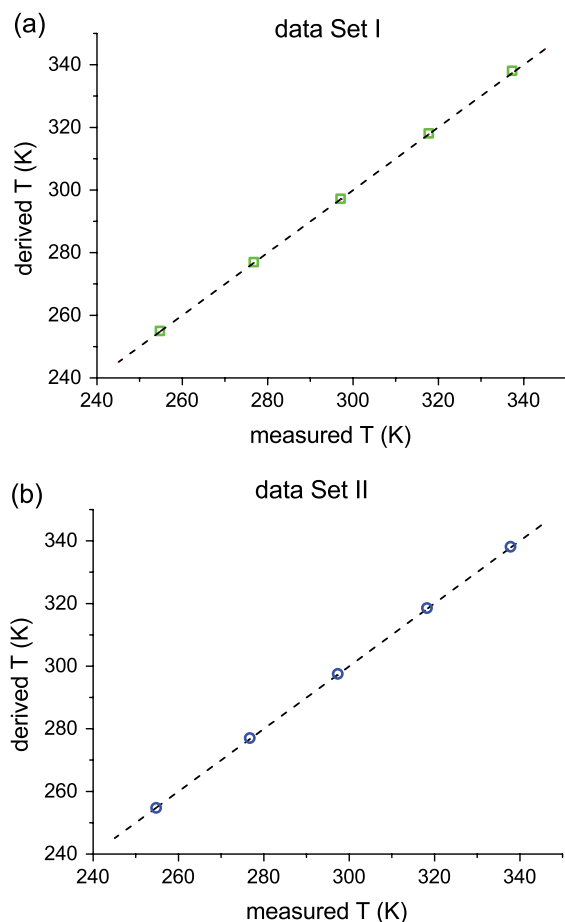 (a)
data Set I
340
320
300
280
260
240
derived T (K)
240 260 280 300 320 340
measured T (K)
(b)
data Set II
340
320
300
280
260
240
derived T (K)
240 260 280 300 320 340
measured T (K)